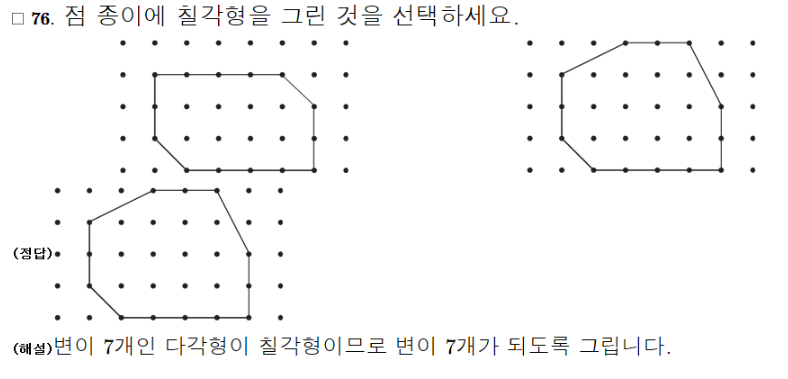 □ 76. 점 종이에 칠각형을 그린 것을 선택하세요.
(정답)
(해설)변이 7개인 다각형이 칠각형이므로 변이 7개가 되도록 그립니다.